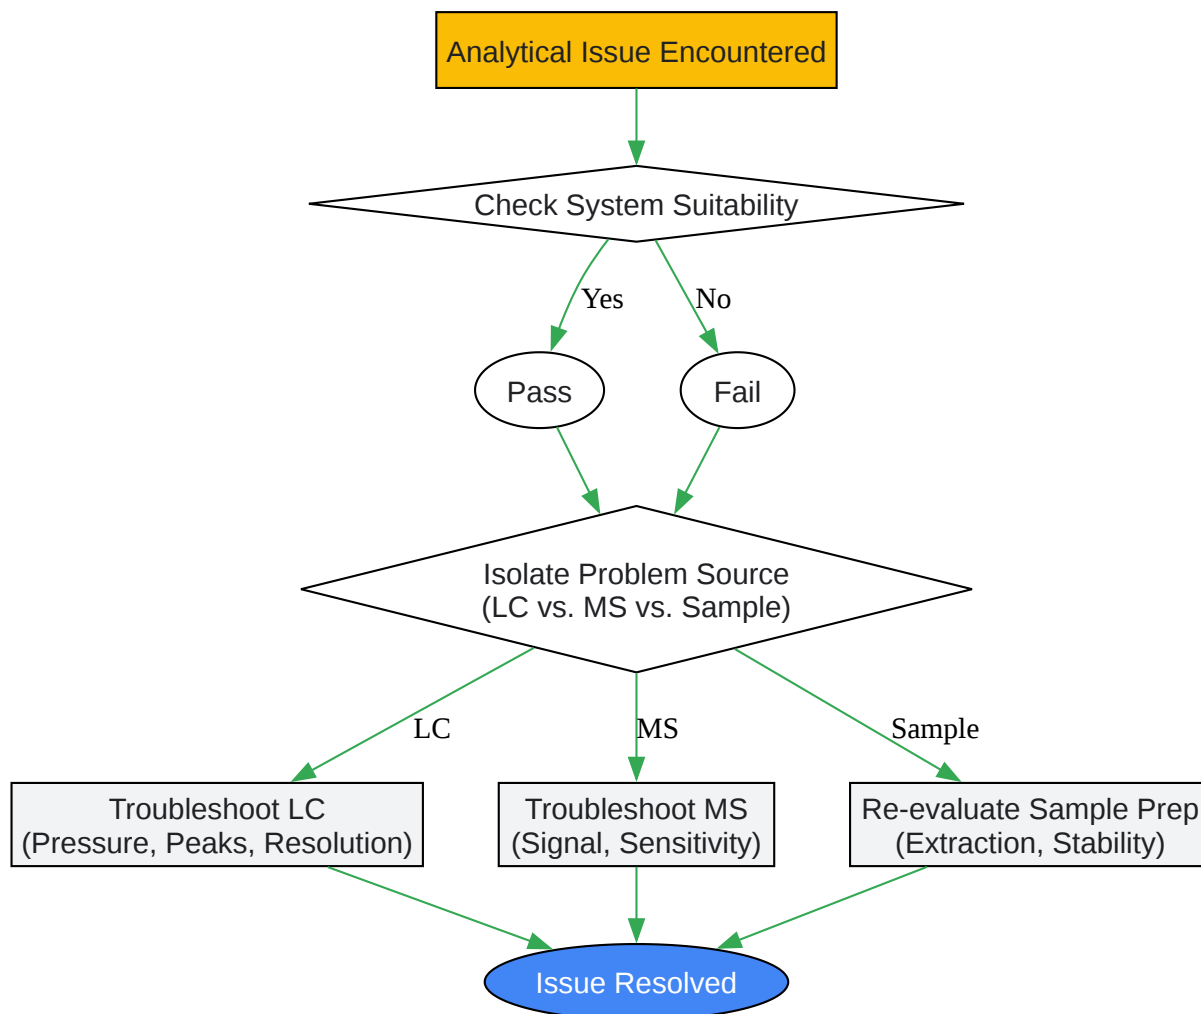 Analytical Issue Encountered
Check System Suitability
Yes
No
Pass
Fail
Isolate Problem Source
(LC vs. MS vs. Sample)
LC
MS
Sample
Troubleshoot LC
(Pressure, Peaks, Resolution)
Troubleshoot MS
(Signal, Sensitivity)
Re-evaluate Sample Prep
(Extraction, Stability)
Issue Resolved